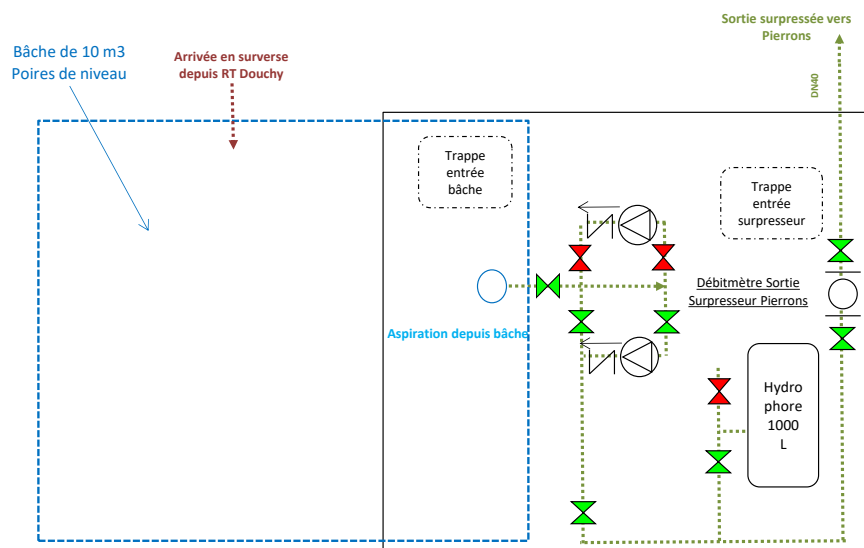 Sortie surpressée vers
Pierrons
Bâche de 10 m3
Poires de niveau
Arrivée en surverse
depuis RT Douchy
DN40
Trappe
entrée
bâche
Trappe
entrée
surpresseur
Débitmètre Sortie
Surpresseur Pierrons
Aspiration depuis bâche
Hydro
phore
1000
L